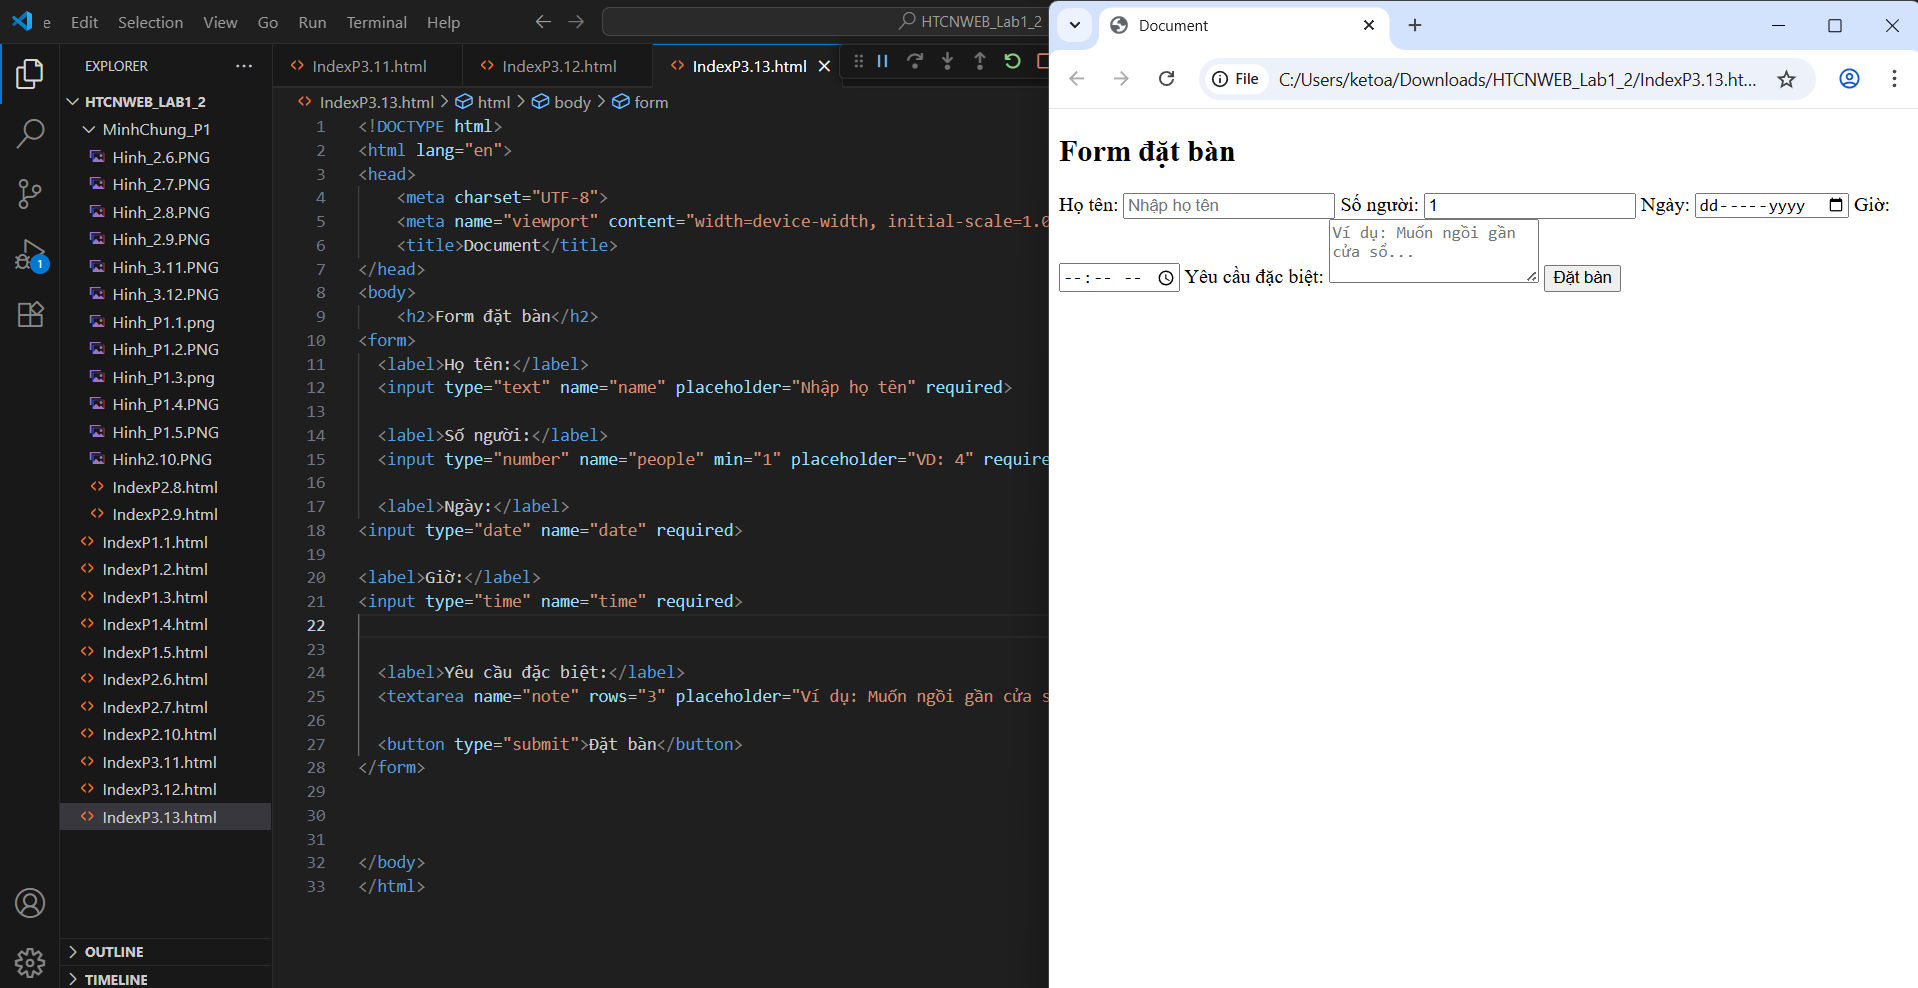 e Edit Selection View Go Run Terminal Help
HTCNWEB_Lab1_2
EXPLORER
HTCNWEB_LAB1_2
MinhChung_P1
Hinh_2.6.PNG
Hinh_2.7.PNG
Hinh_2.8.PNG
Hinh_2.9.PNG
Hinh_3.11.PNG
Hinh_3.12.PNG
Hinh_P1.1.png
Hinh_P1.2.PNG
Hinh_P1.3.png
Hinh_P1.4.PNG
Hinh_P1.5.PNG
Hinh2.10.PNG
IndexP2.8.html
IndexP2.9.html
IndexP1.1.html
IndexP1.2.html
IndexP1.3.html
IndexP1.4.html
IndexP1.5.html
IndexP2.6.html
IndexP2.7.html
IndexP2.10.html
IndexP3.11.html
IndexP3.12.html
IndexP3.13.html
OUTLINE
TIMELINE
1
IndexP3.11.html IndexP3.12.html IndexP3.13.html
IndexP3.13.html > html > body > form
1 <!DOCTYPE html>
2 <html lang="en">
3 <head>
4 <meta charset="UTF-8">
5 <meta name="viewport" content="width=device-width, initial-scale=1.0
6 <title>Document</title>
7 </head>
8 <body>
9 <h2>Form đặt bàn</h2>
10 <form>
11 <label>Họ tên:</label>
12 <input type="text" name="name" placeholder="Nhập họ tên" required>
13
14 <label>Số người:</label>
15 <input type="number" name="people" min="1" placeholder="VD: 4" require
16
17 <label>Ngày:</label>
18 <input type="date" name="date" required>
19
20 <label>Giờ:</label>
21 <input type="time" name="time" required>
22
23
24 <label>Yêu cầu đặc biệt:</label>
25 <textarea name="note" rows="3" placeholder="Ví dụ: Muốn ngồi gần cửa s
26
27 <button type="submit">Đặt bàn</button>
28 </form>
29
30
31
32 </body>
33 </html>
Document
File C:/Users/ketoa/Downloads/HTCNWEB_Lab1_2/IndexP3.13.ht...
Form đặt bàn
Họ tên: Nhập họ tên Số người: 1 Ngày: dd-----yyyy Giờ:
--:-- -- Yêu cầu đặc biệt: Ví dụ: Muốn ngồi gần
cửa sổ...
Đặt bàn